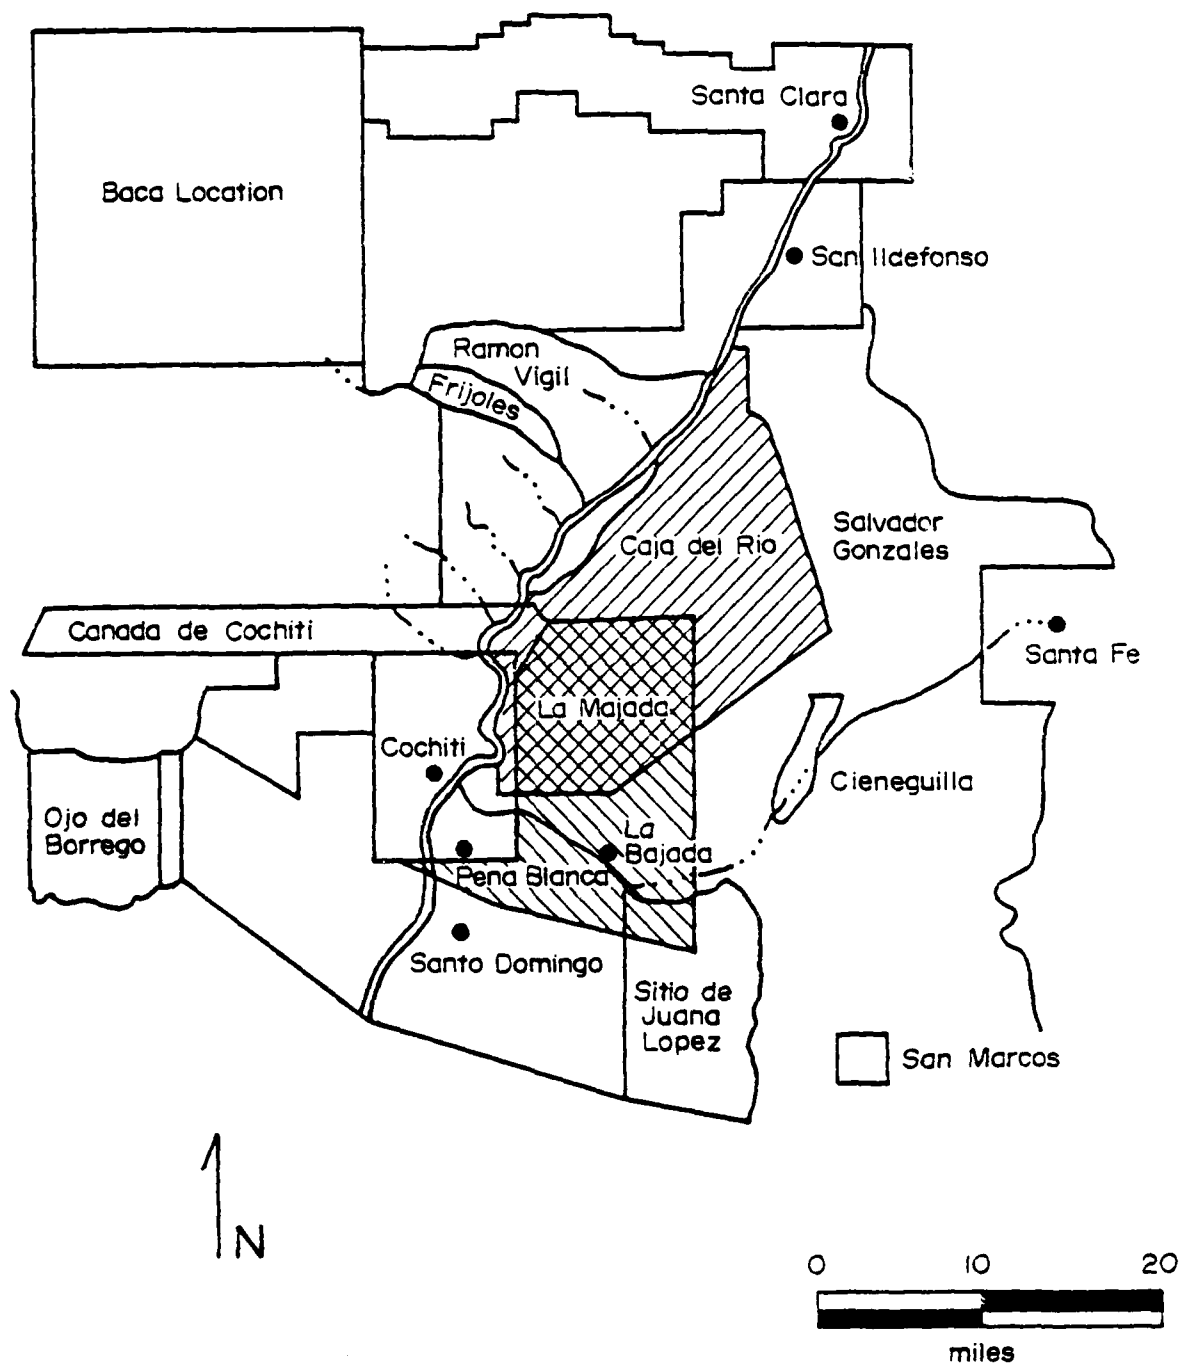 Santa Clara
Baca Location
San Ildefonso
Ramon
Vigil
Frijoles
Salvador
Gonzales
Caja del Rio
Canada de Cochiti
Santa Fe
La Majada
Cochiti
Cieneguilla
Ojo del
Borrego
La
Bajada
Pena Blanca
Santo Domingo
Sitio de
Juana
Lopez
San Marcos
N
0 10 20
miles